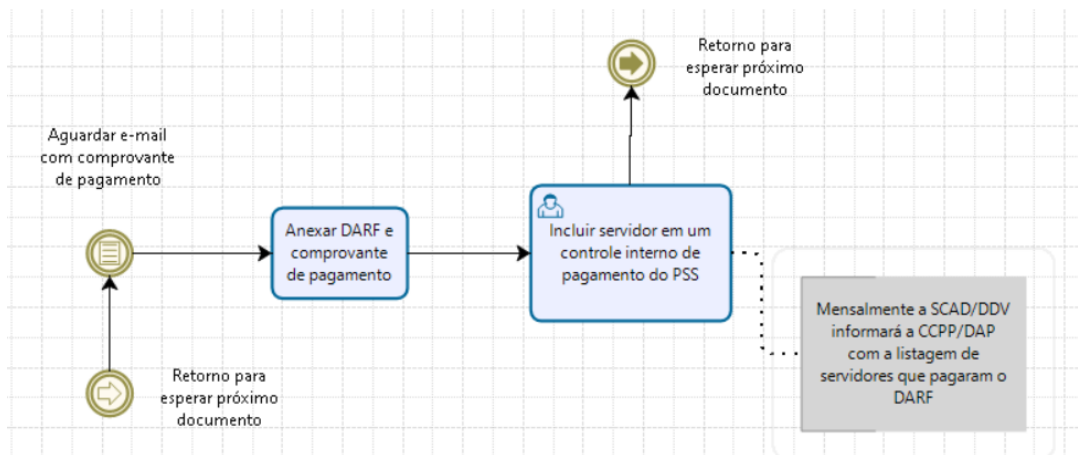 Retorno para
esperar próximo
documento
Aguardar e-mail
com comprovante
de pagamento
Anexar DARF e
comprovante
de pagamento
Incluir servidor em um
controle interno de
pagamento do PSS
Mensalmente a SCAD/DDV
informará a CCPP/DAP
com a listagem de
servidores que pagaram o
DARF
Retorno para
esperar próximo
documento